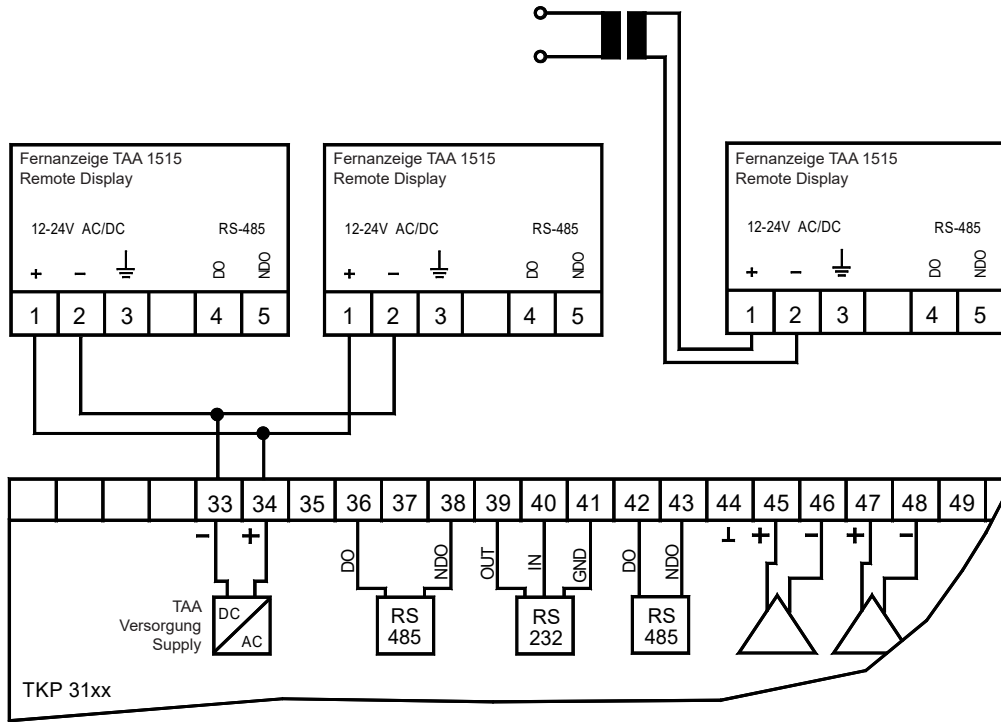 Fernanzeige TAA 1515
Remote Display
12-24V AC/DC RS-485
+ − DO NDO
1 2 3 4 5
Fernanzeige TAA 1515
Remote Display
12-24V AC/DC RS-485
+ − DO NDO
1 2 3 4 5
Fernanzeige TAA 1515
Remote Display
12-24V AC/DC RS-485
+ − DO NDO
1 2 3 4 5
33 34 35 36 37 38 39 40 41 42 43 44 45 46 47 48 49
− + DO NDO OUT IN GND DO NDO ⊥ + − + −
TAA
Versorgung
Supply
DC
AC
RS
485
RS
232
RS
485
TKP 31xx